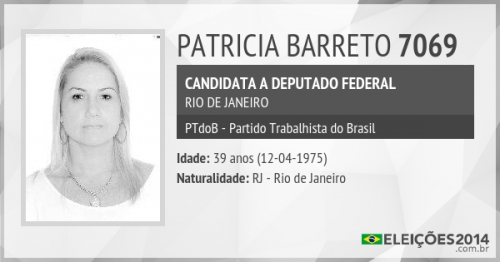 PATRICIA BARRETO 7069
CANDIDATA A DEPUTADO FEDERAL
RIO DE JANEIRO
PTdoB - Partido Trabalhista do Brasil
Idade: 39 anos (12-04-1975)
Naturalidade: RJ - Rio de Janeiro
ELEIÇÕES2014
.com.br